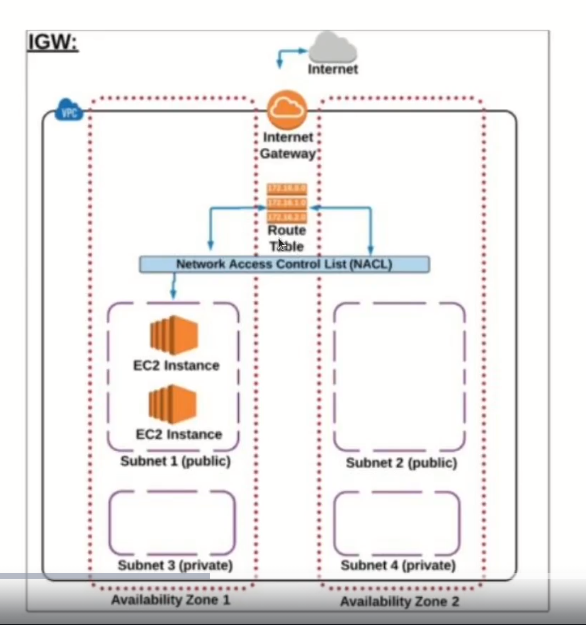 IGW:
Internet
VPC
Internet
Gateway
172.16.0.0
172.16.1.0
172.16.2.0
Route
Table
Network Access Control List (NACL)
EC2 Instance
EC2 Instance
Subnet 1 (public)
Subnet 2 (public)
Subnet 3 (private)
Subnet 4 (private)
Availability Zone 1
Availability Zone 2